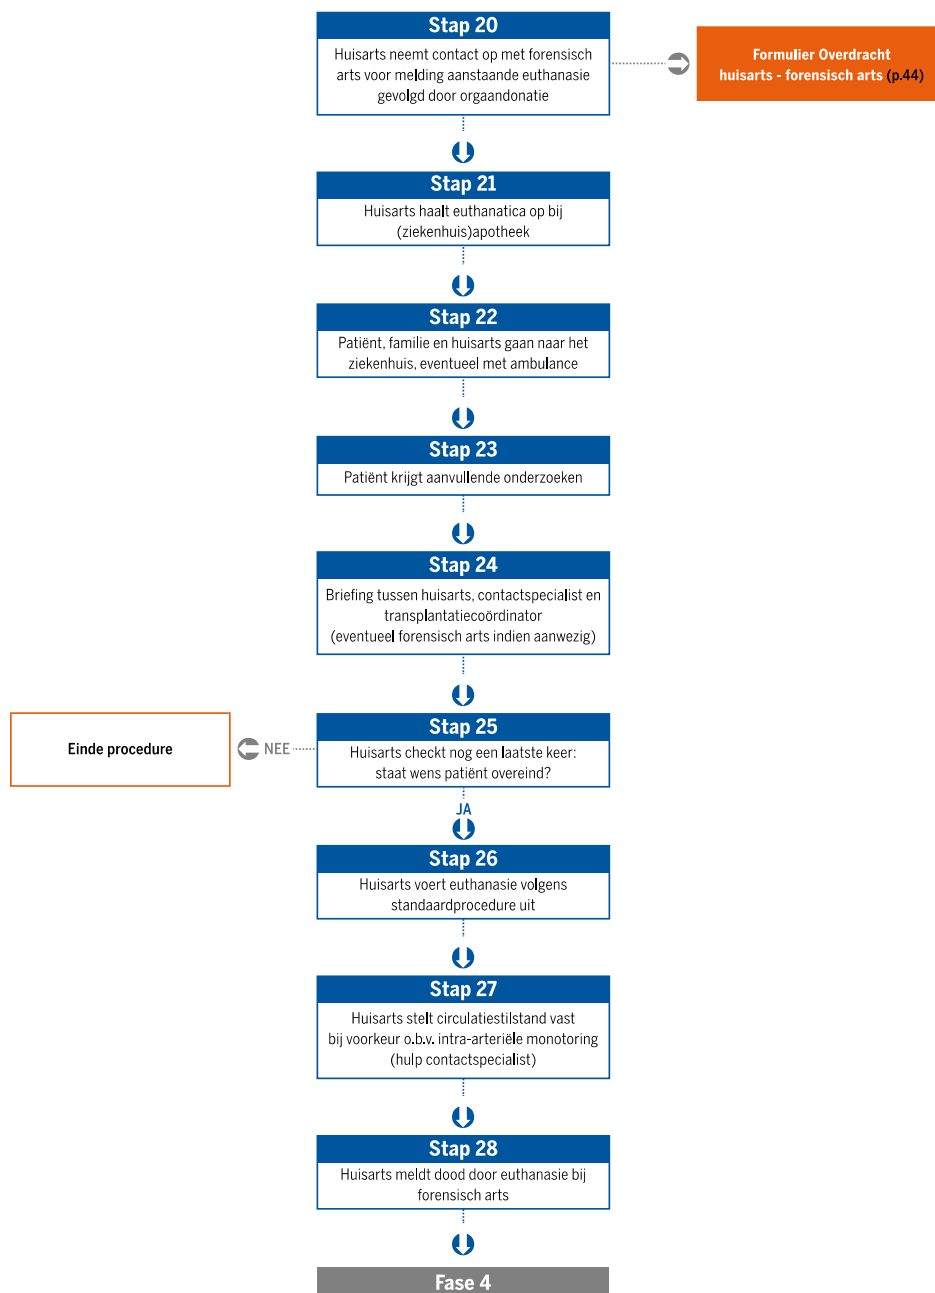 Stap 20
Huisarts neemt contact op met forensisch
arts voor melding aanstaande euthanasie
gevolgd door orgaandonatie
Formulier Overdracht
huisarts - forensisch arts (p.44)
Stap 21
Huisarts haalt euthanatica op bij
(ziekenhuis)apotheek
Stap 22
Patiënt, familie en huisarts gaan naar het
ziekenhuis, eventueel met ambulance
Stap 23
Patiënt krijgt aanvullende onderzoeken
Stap 24
Briefing tussen huisarts, contactspecialist en
transplantatiecoördinator
(eventueel forensisch arts indien aanwezig)
Stap 25
Huisarts checkt nog een laatste keer:
staat wens patiënt overeind?
NEE
Einde procedure
JA
Stap 26
Huisarts voert euthanasie volgens
standaardprocedure uit
Stap 27
Huisarts stelt circulatiestilstand vast
bij voorkeur o.b.v. intra-arteriële monotoring
(hulp contactspecialist)
Stap 28
Huisarts meldt dood door euthanasie bij
forensisch arts
Fase 4